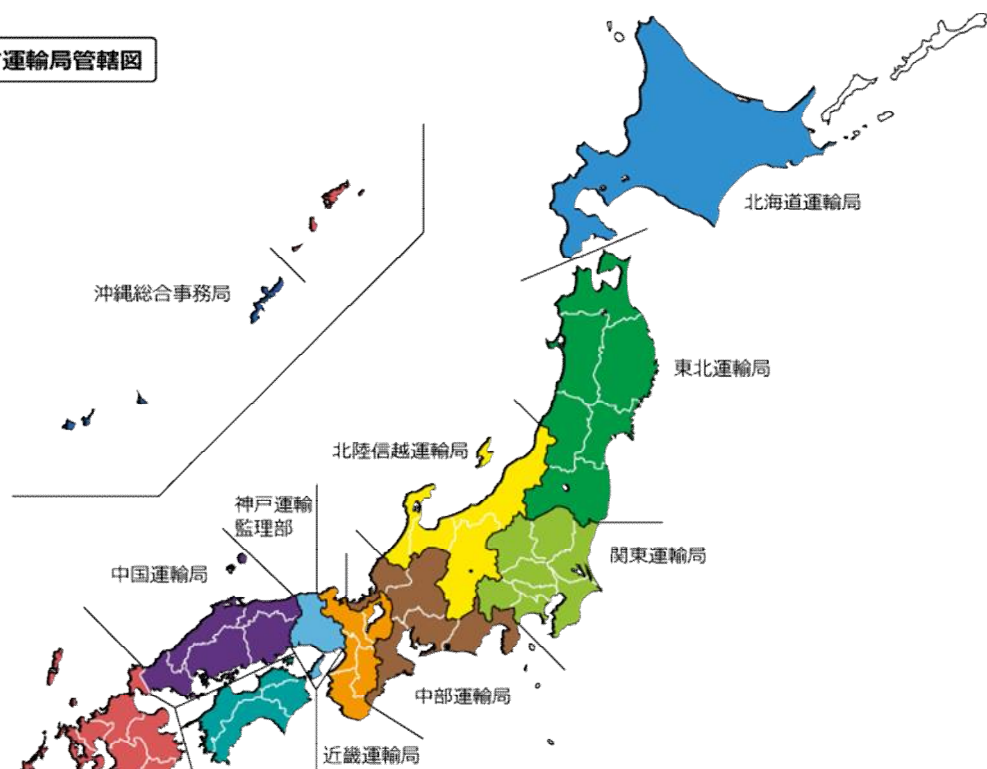 運輸局管轄図
北海道運輸局
沖縄総合事務局
東北運輸局
北陸信越運輸局
神戸運輸
監理部
関東運輸局
中国運輸局
中部運輸局
近畿運輸局